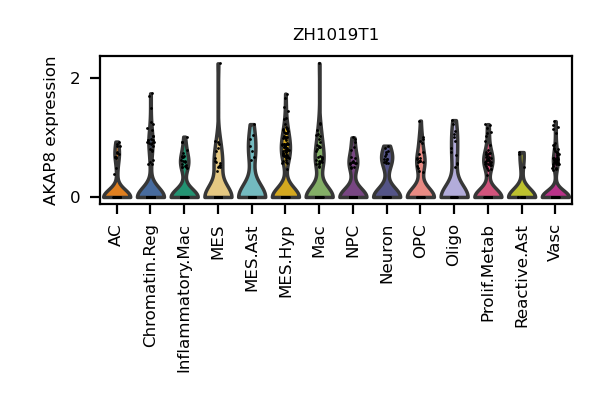 ZH1019T1
AKAP8 expression
2
0
AC
Chromatin.Reg
Inflammatory.Mac
MES
MES.Ast
MES.Hyp
Mac
NPC
Neuron
OPC
Oligo
Prolif.Metab
Reactive.Ast
Vasc